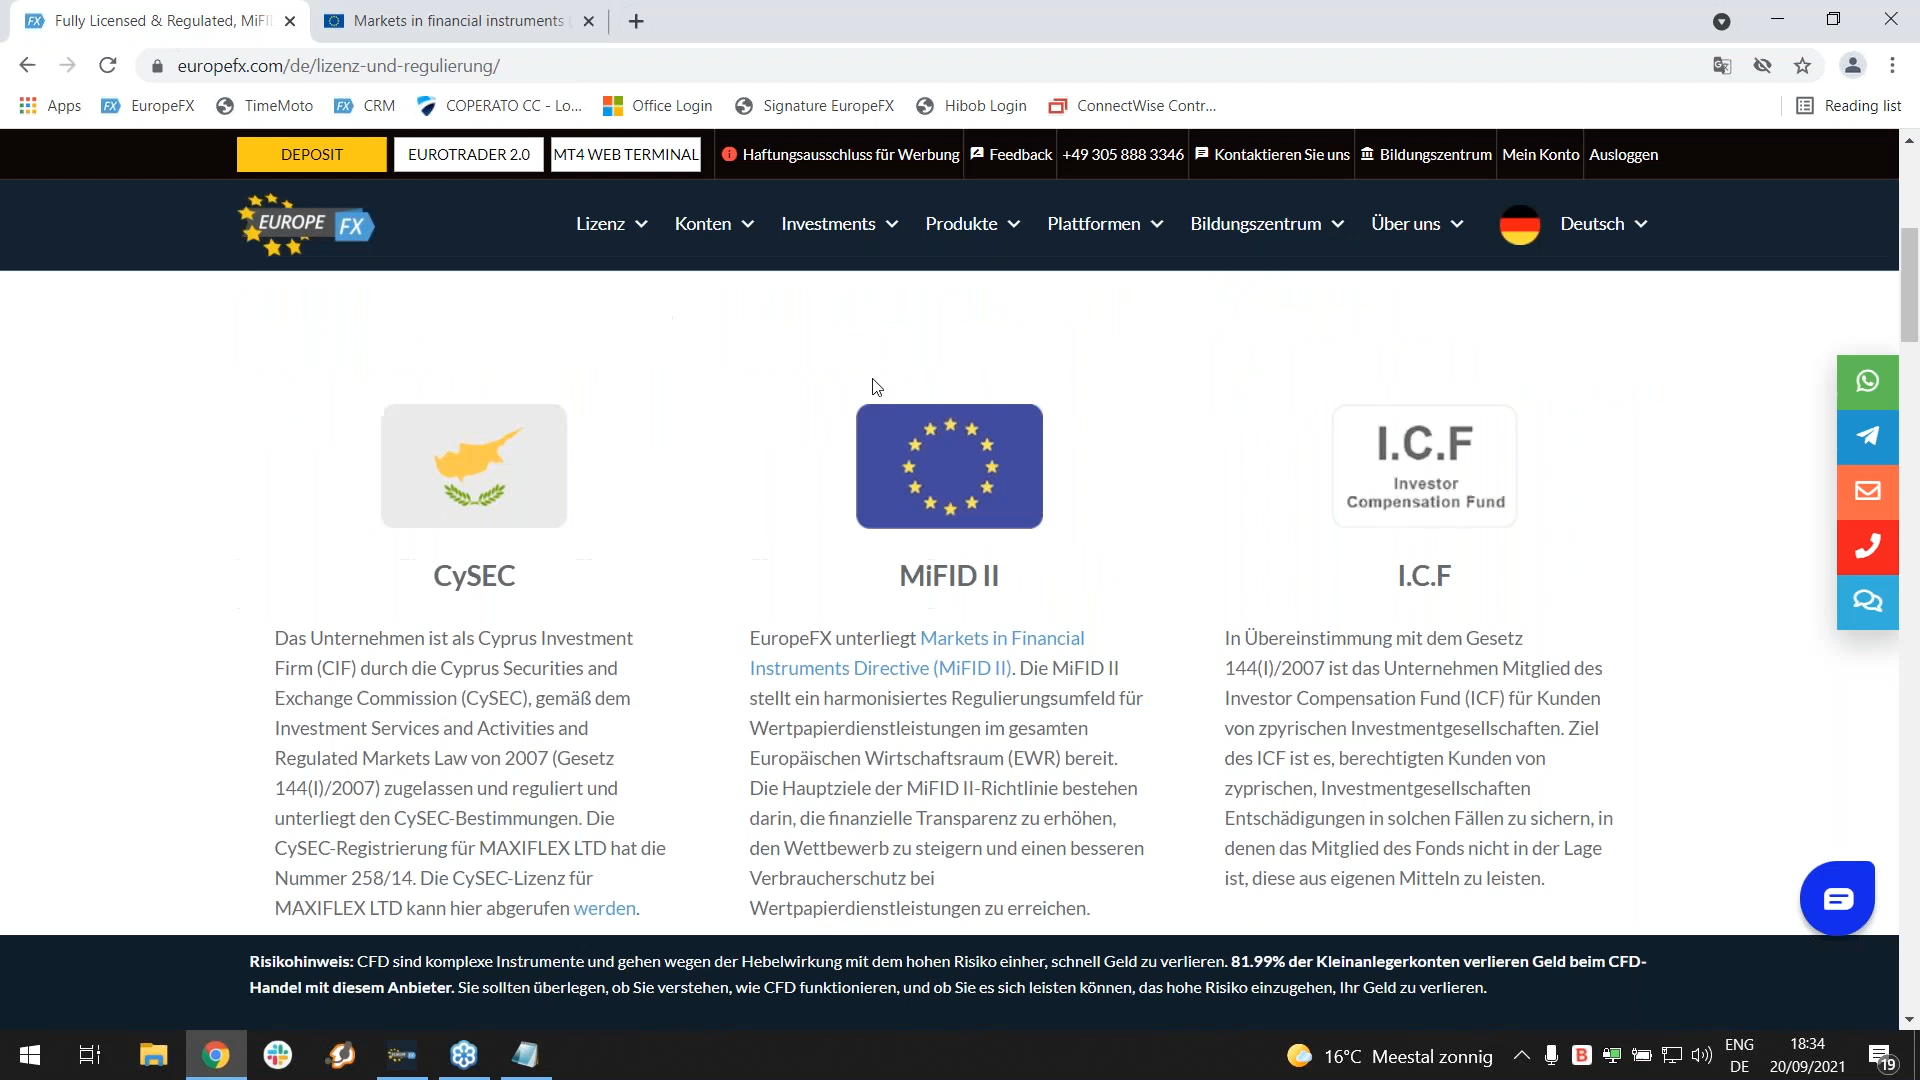 Fully Licensed & Regulated, MiFI
Markets in financial instruments
europefx.com/de/lizenz-und-regulierung/
Apps
EuropeFX
TimeMoto
CRM
COPERATO CC - Lo...
Office Login
Signature EuropeFX
Hibob Login
ConnectWise Contr...
Reading list
DEPOSIT
EUROTRADER 2.0
MT4 WEB TERMINAL
Haftungsausschluss für Werbung
Feedback
+49 305 888 3346
Kontaktieren Sie uns
Bildungszentrum
Mein Konto
Ausloggen
EUROPE FX
Lizenz
Konten
Investments
Produkte
Plattformen
Bildungszentrum
Über uns
Deutsch
CySEC
Das Unternehmen ist als Cyprus Investment
Firm (CIF) durch die Cyprus Securities and
Exchange Commission (CySEC), gemäß dem
Investment Services and Activities and
Regulated Markets Law von 2007 (Gesetz
144(I)/2007) zugelassen und reguliert und
unterliegt den CySEC-Bestimmungen. Die
CySEC-Registrierung für MAXIFLEX LTD hat die
Nummer 258/14. Die CySEC-Lizenz für
MAXIFLEX LTD kann hier abgerufen werden.
MiFID II
EuropeFX unterliegt Markets in Financial
Instruments Directive (MiFID II). Die MiFID II
stellt ein harmonisiertes Regulierungsumfeld für
Wertpapierdienstleistungen im gesamten
Europäischen Wirtschaftsraum (EWR) bereit.
Die Hauptziele der MiFID II-Richtlinie bestehen
darin, die finanzielle Transparenz zu erhöhen,
den Wettbewerb zu steigern und einen besseren
Verbraucherschutz bei
Wertpapierdienstleistungen zu erreichen.
I.C.F
Investor
Compensation Fund
I.C.F
In Übereinstimmung mit dem Gesetz
144(I)/2007 ist das Unternehmen Mitglied des
Investor Compensation Fund (ICF) für Kunden
von zpyrischen Investmentgesellschaften. Ziel
des ICF ist es, berechtigten Kunden von
zyprischen, Investmentgesellschaften
Entschädigungen in solchen Fällen zu sichern, in
denen das Mitglied des Fonds nicht in der Lage
ist, diese aus eigenen Mitteln zu leisten.
Risikohinweis: CFD sind komplexe Instrumente und gehen wegen der Hebelwirkung mit dem hohen Risiko einher, schnell Geld zu verlieren. 81.99% der Kleinanlegerkonten verlieren Geld beim CFD-
Handel mit diesem Anbieter. Sie sollten überlegen, ob Sie verstehen, wie CFD funktionieren, und ob Sie es sich leisten können, das hohe Risiko einzugehen, Ihr Geld zu verlieren.
16°C Meestal zonnig
ENG
DE
18:34
20/09/2021
19